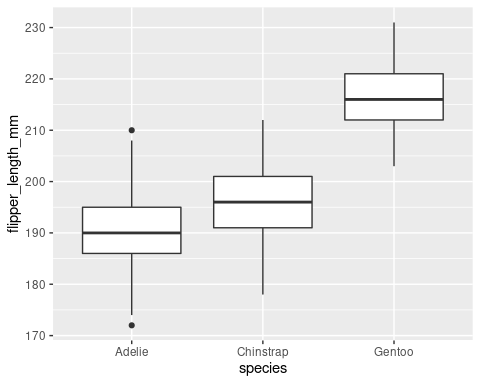 flipper_length_mm
230
220
210
200
190
180
170
Adelie Chinstrap Gentoo
species